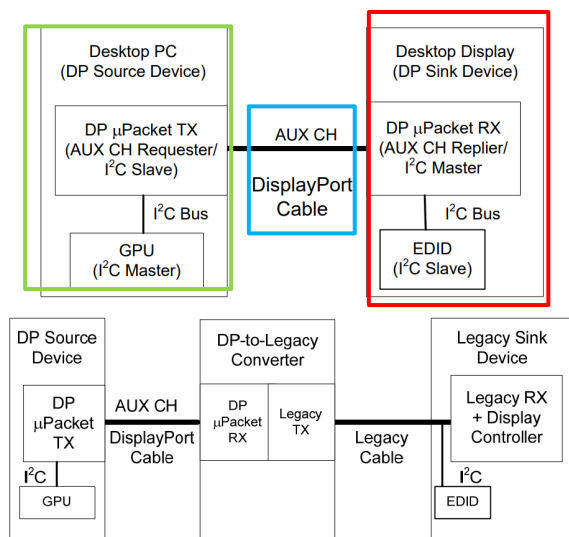 Desktop PC
(DP Source Device)
DP μPacket TX
(AUX CH Requester/
I²C Slave)
I²C Bus
GPU
(I²C Master)
AUX CH
DisplayPort
Cable
Desktop Display
(DP Sink Device)
DP μPacket RX
(AUX CH Replier/
I²C Master
I²C Bus
EDID
(I²C Slave)
DP Source
Device
DP
μPacket
TX
I²C
GPU
AUX CH
DisplayPort
Cable
DP-to-Legacy
Converter
DP
μPacket
RX
Legacy
TX
Legacy
Cable
Legacy Sink
Device
Legacy RX
+ Display
Controller
I²C
EDID